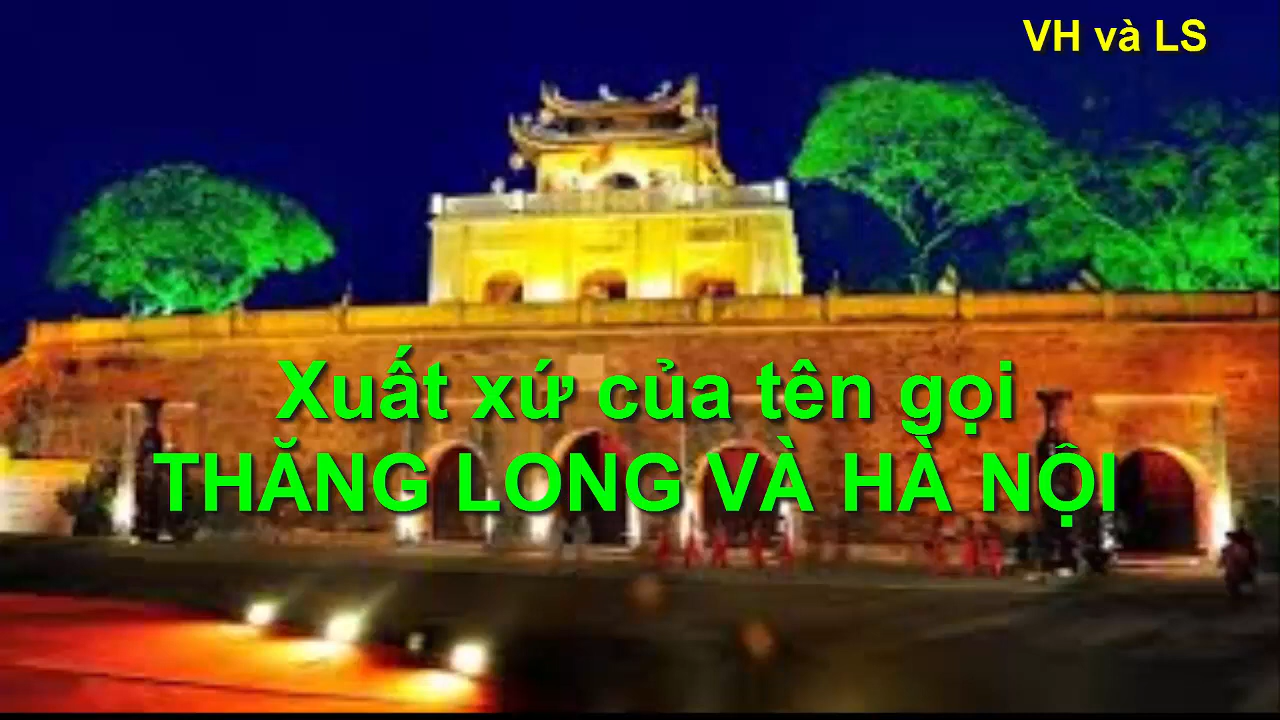 VH và LS
Xuất xứ của tên gọi
THĂNG LONG VÀ HÀ NỘI